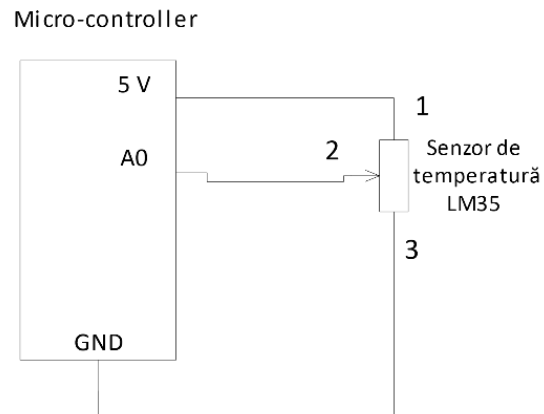 Micro-controller
5 V
1
A0
2
Senzor de
temperatură
LM35
3
GND